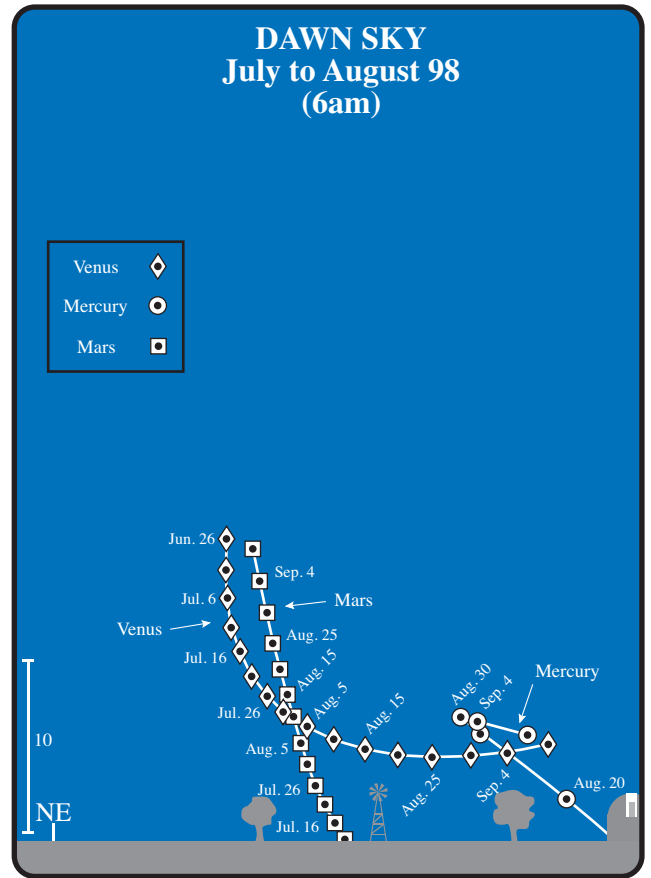 DAWN SKY
July to August 98
(6am)
Venus
Mercury
Mars
Jun. 26
Sep. 4
Jul. 6
Mars
Venus
Aug. 25
Jul. 16
Aug. 15
Aug. 30
Sep. 4
Mercury
Jul. 26
Aug. 5
Aug. 15
10
Aug. 5
Aug. 25
Sep. 4
Aug. 20
Jul. 26
NE
Jul. 16